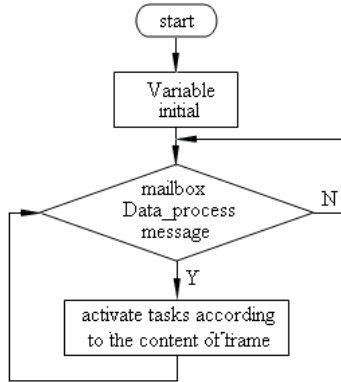 start
Variable
initial
mailbox
Data_process
message
N
Y
activate tasks according
to the content of frame